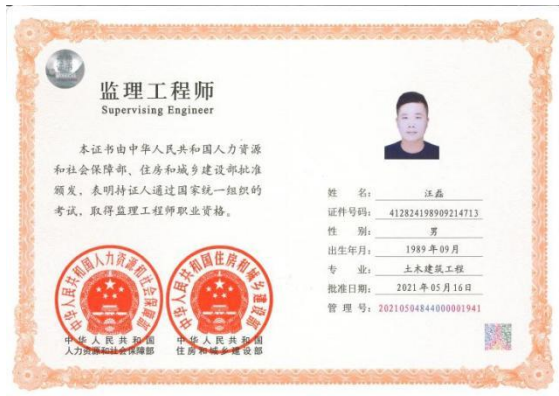 监理工程师
Supervising Engineer
本证书由中华人民共和国人力资源
和社会保障部、住房和城乡建设部批准
颁发，表明持证人通过国家统一组织的
考试，取得监理工程师职业资格。
中华人民共和国人力资源和社会保障部
中华人民共和国住房和城乡建设部
中华人民共和国
人力资源和社会保障部
中华人民共和国
住房和城乡建设部
姓 名： 汪磊
证件号码： 412824198909214713
性 别： 男
出生年月： 1989年09月
专 业： 土木建筑工程
批准日期： 2021年05月16日
管 理 号： 20210504844000001941